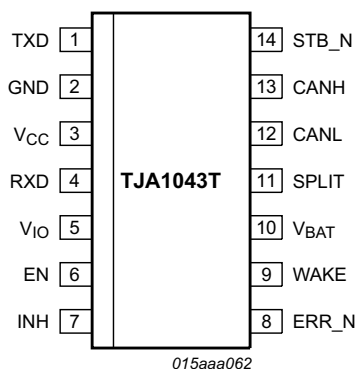 TXD 1 14 STB_N
GND 2 13 CANH
VCC 3 12 CANL
RXD 4 TJA1043T 11 SPLIT
VIO 5 10 VBAT
EN 6 9 WAKE
INH 7 8 ERR_N
015aaa062